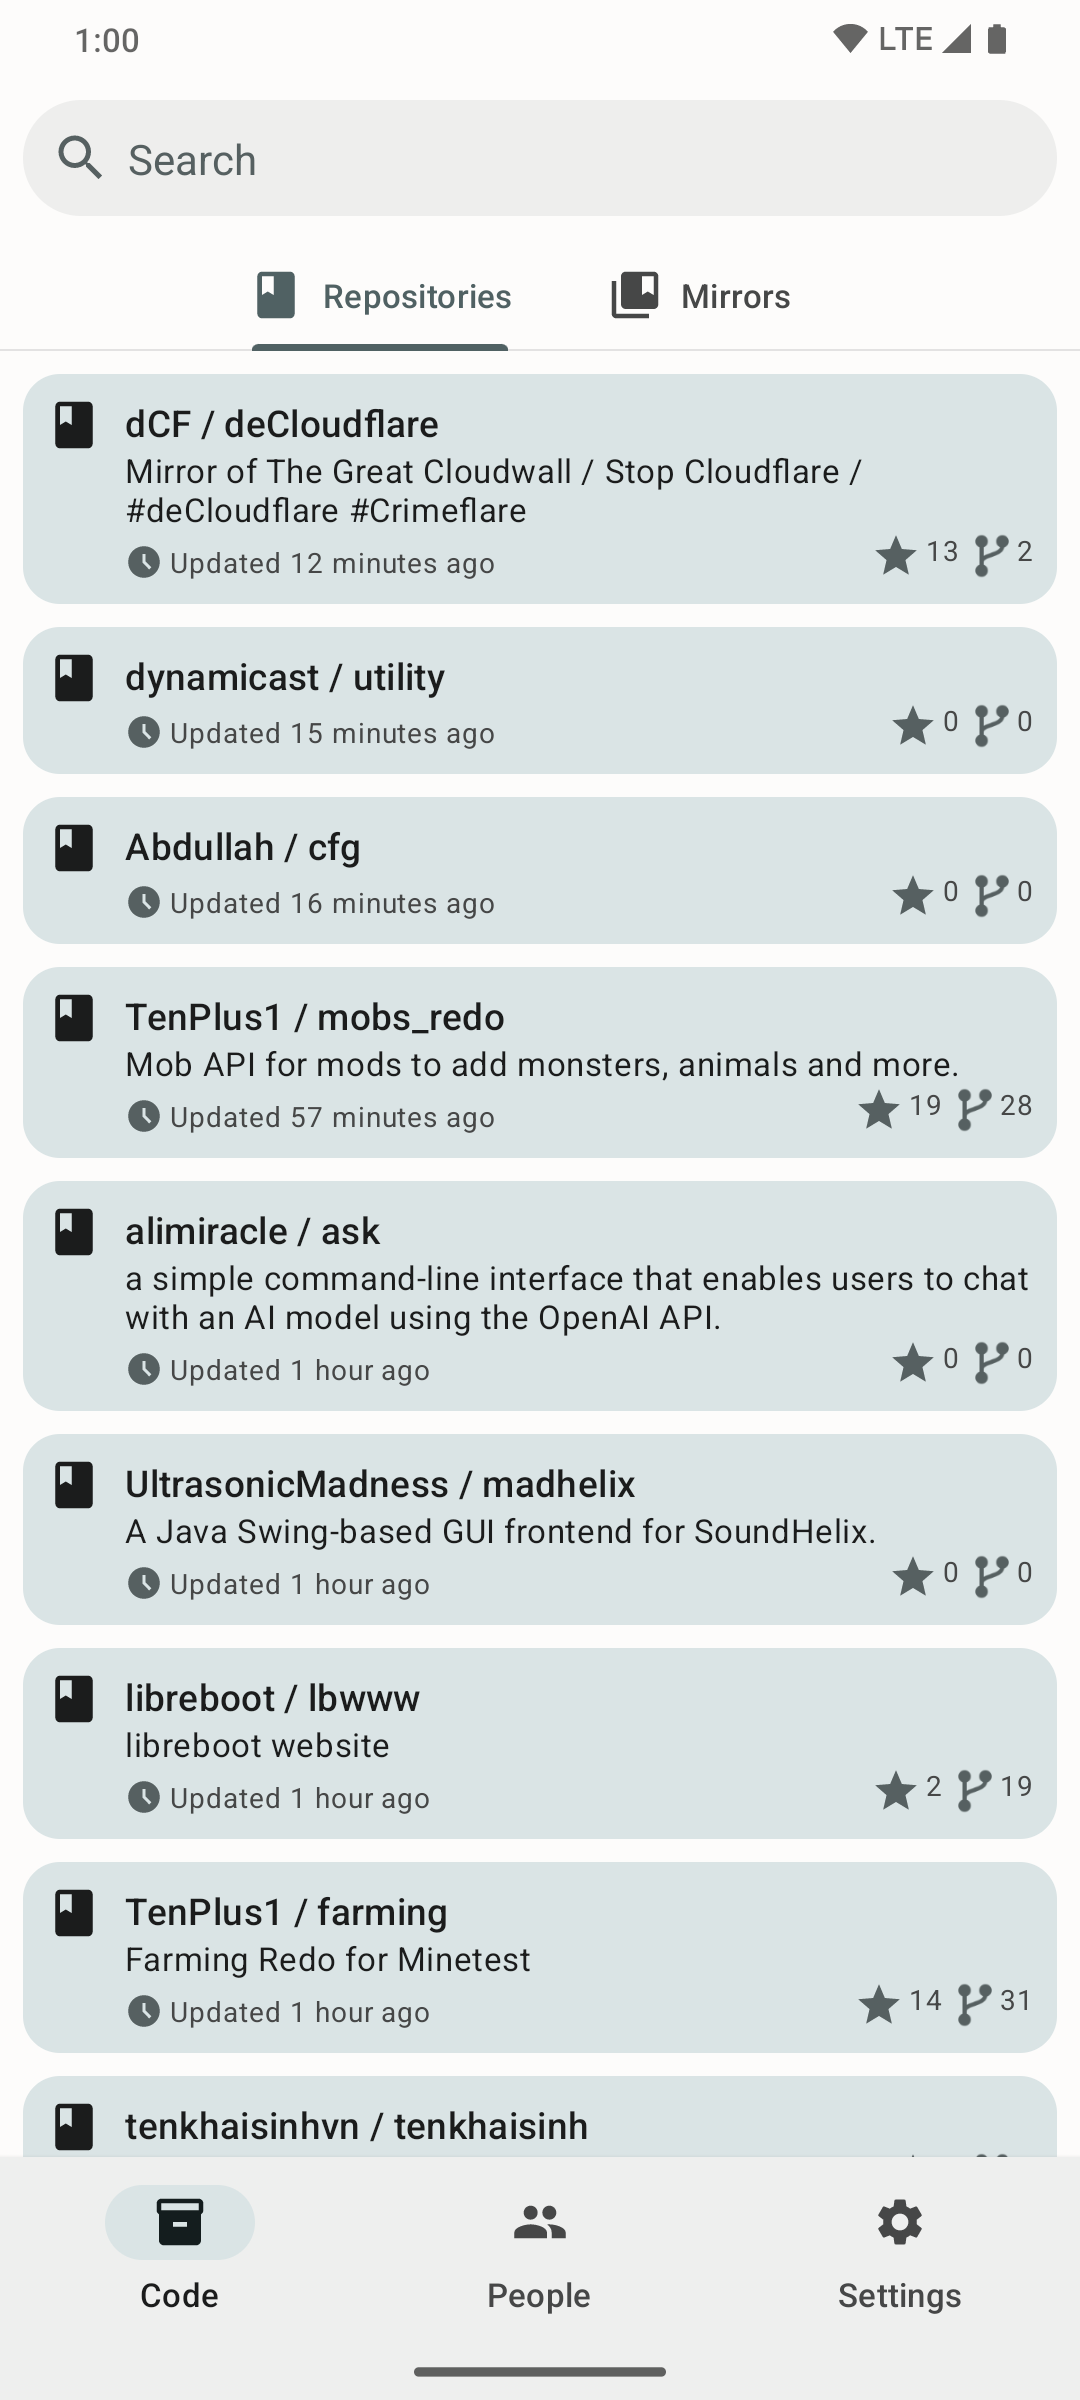 1:00
LTE
Search
Repositories
Mirrors
dCF / deCloudflare
Mirror of The Great Cloudwall / Stop Cloudflare /
#deCloudflare #Crimeflare
Updated 12 minutes ago
13
2
dynamicast / utility
Updated 15 minutes ago
0
0
Abdullah / cfg
Updated 16 minutes ago
0
0
TenPlus1 / mobs_redo
Mob API for mods to add monsters, animals and more.
Updated 57 minutes ago
19
28
alimiracle / ask
a simple command-line interface that enables users to chat
with an AI model using the OpenAI API.
Updated 1 hour ago
0
0
UltrasonicMadness / madhelix
A Java Swing-based GUI frontend for SoundHelix.
Updated 1 hour ago
0
0
libreboot / lbwww
libreboot website
Updated 1 hour ago
2
19
TenPlus1 / farming
Farming Redo for Minetest
Updated 1 hour ago
14
31
tenkhaisinhvn / tenkhaisinh
Code
People
Settings